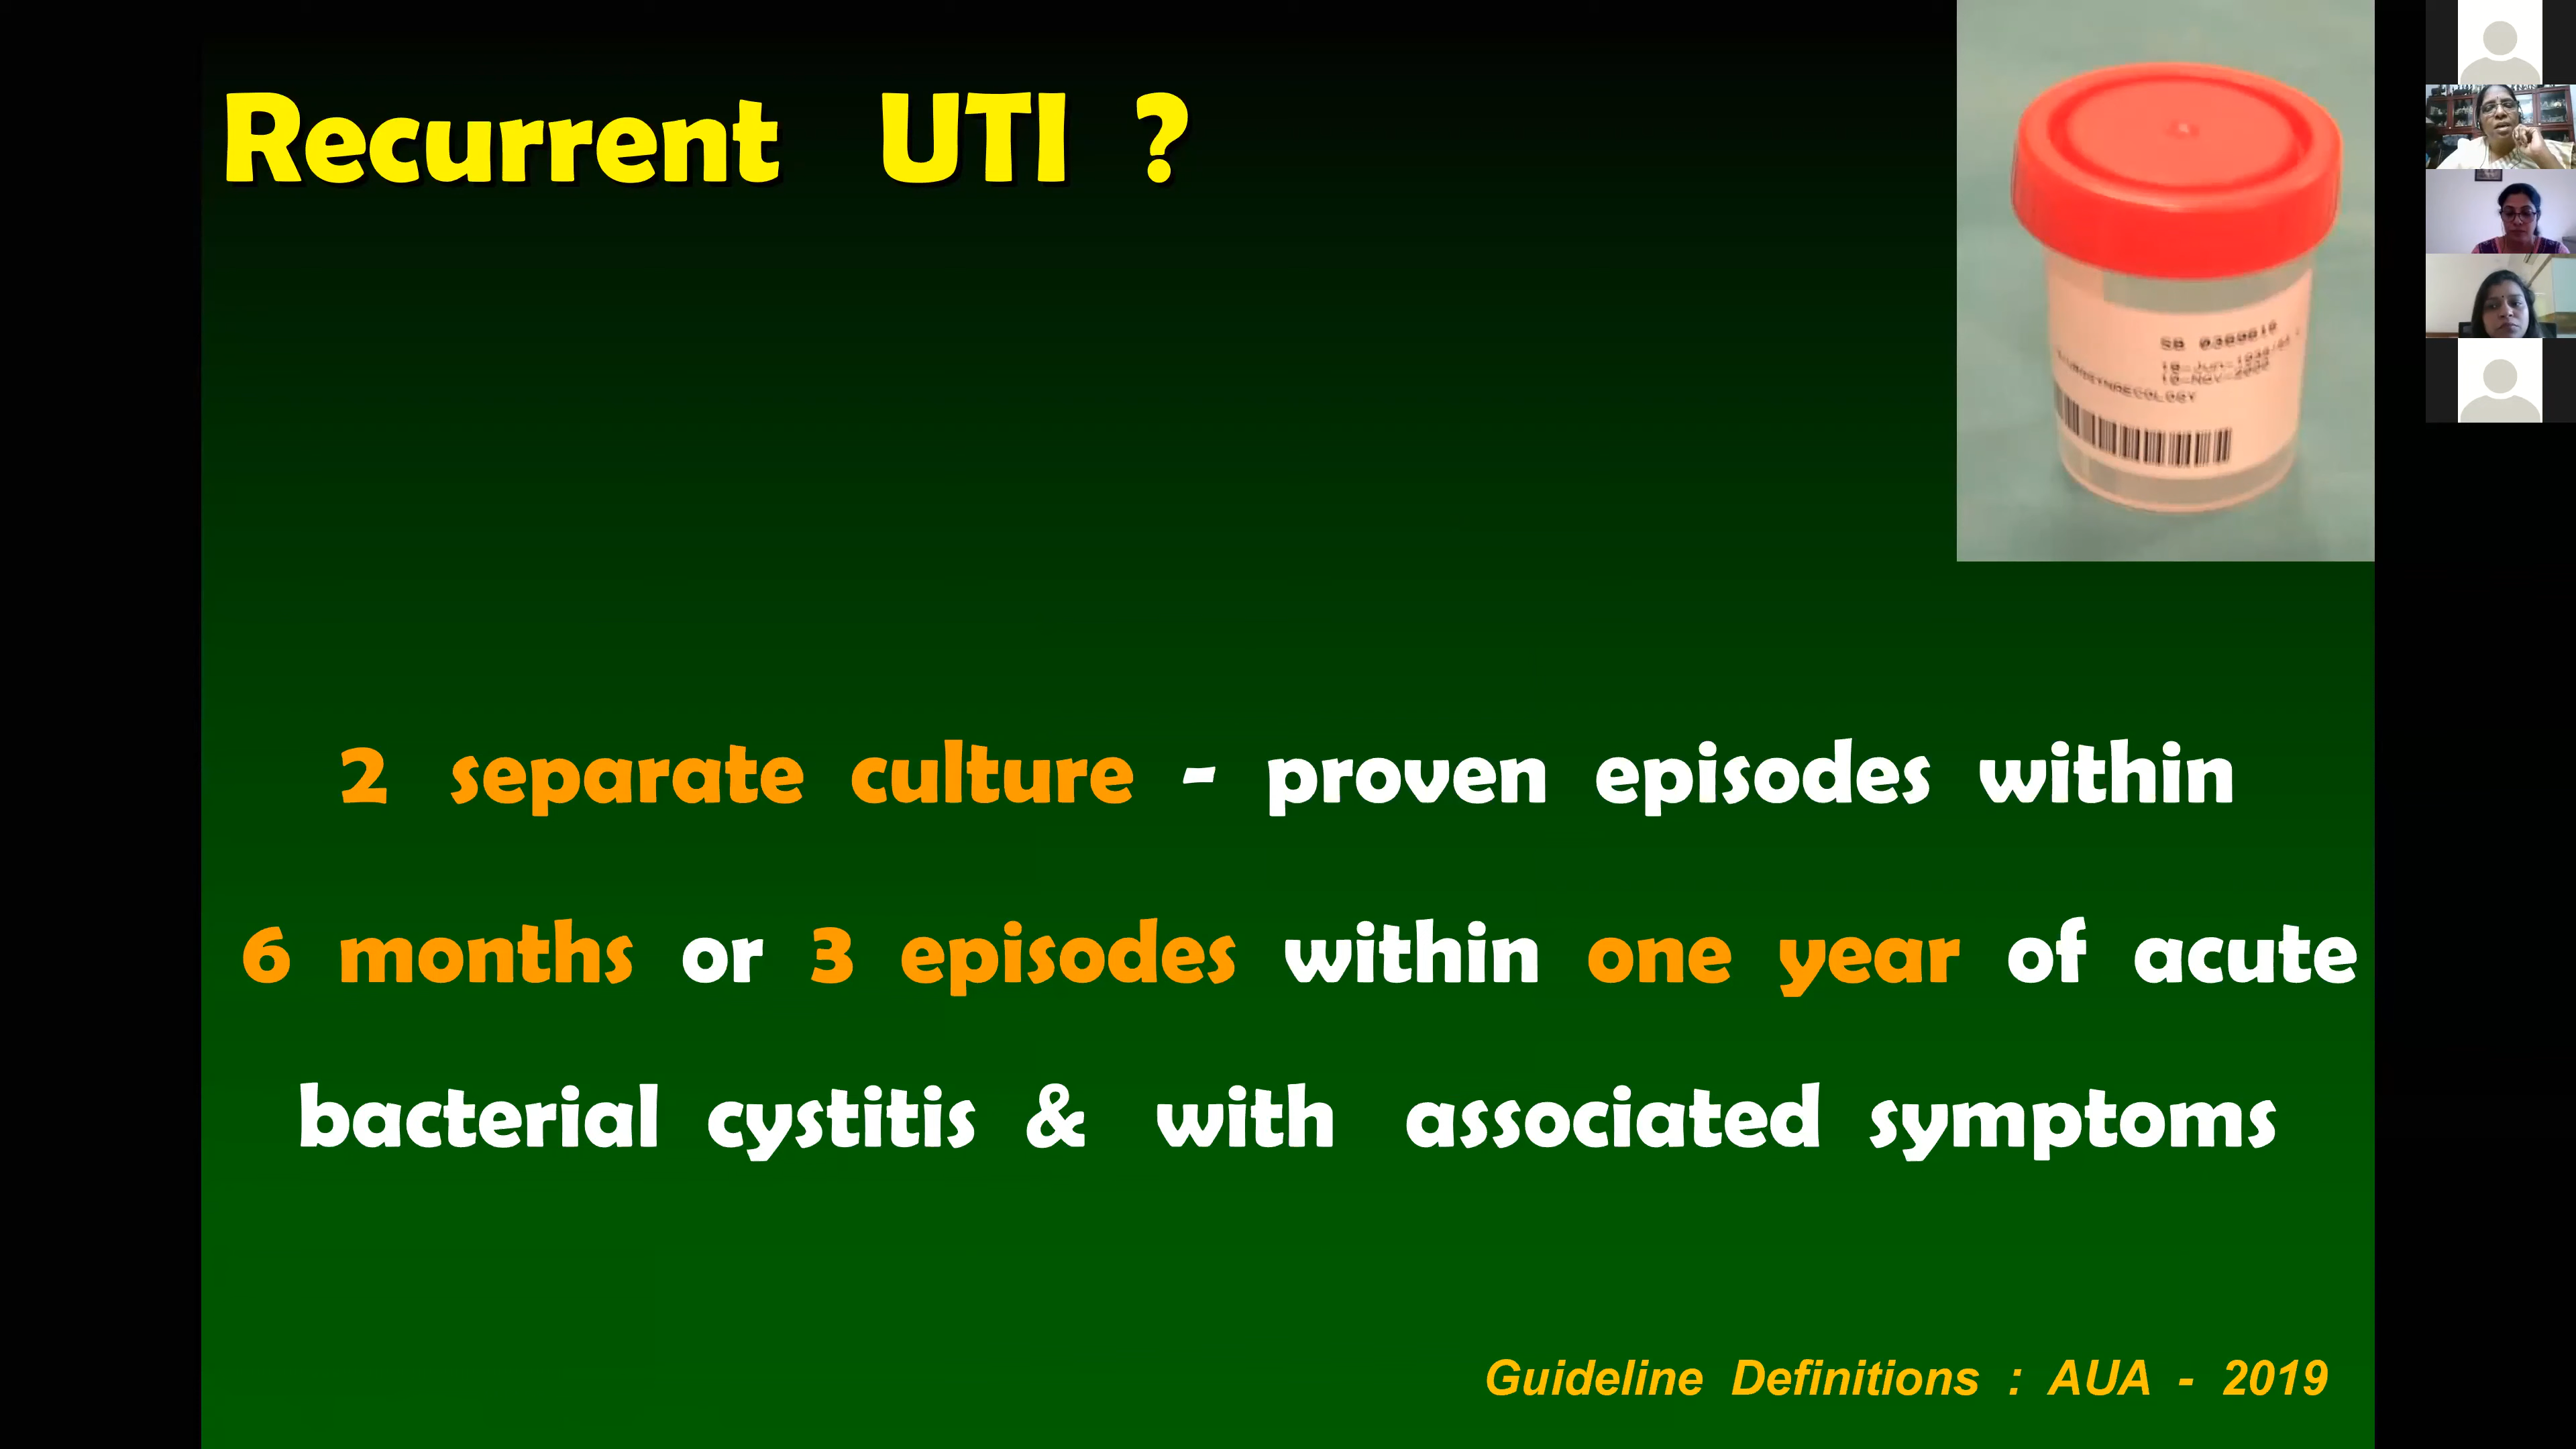 Recurrent UTI ?
SB
GYNAECOLOGY
2 separate culture - proven episodes within
6 months or 3 episodes within one year of acute
bacterial cystitis & with associated symptoms
Guideline Definitions : AUA - 2019